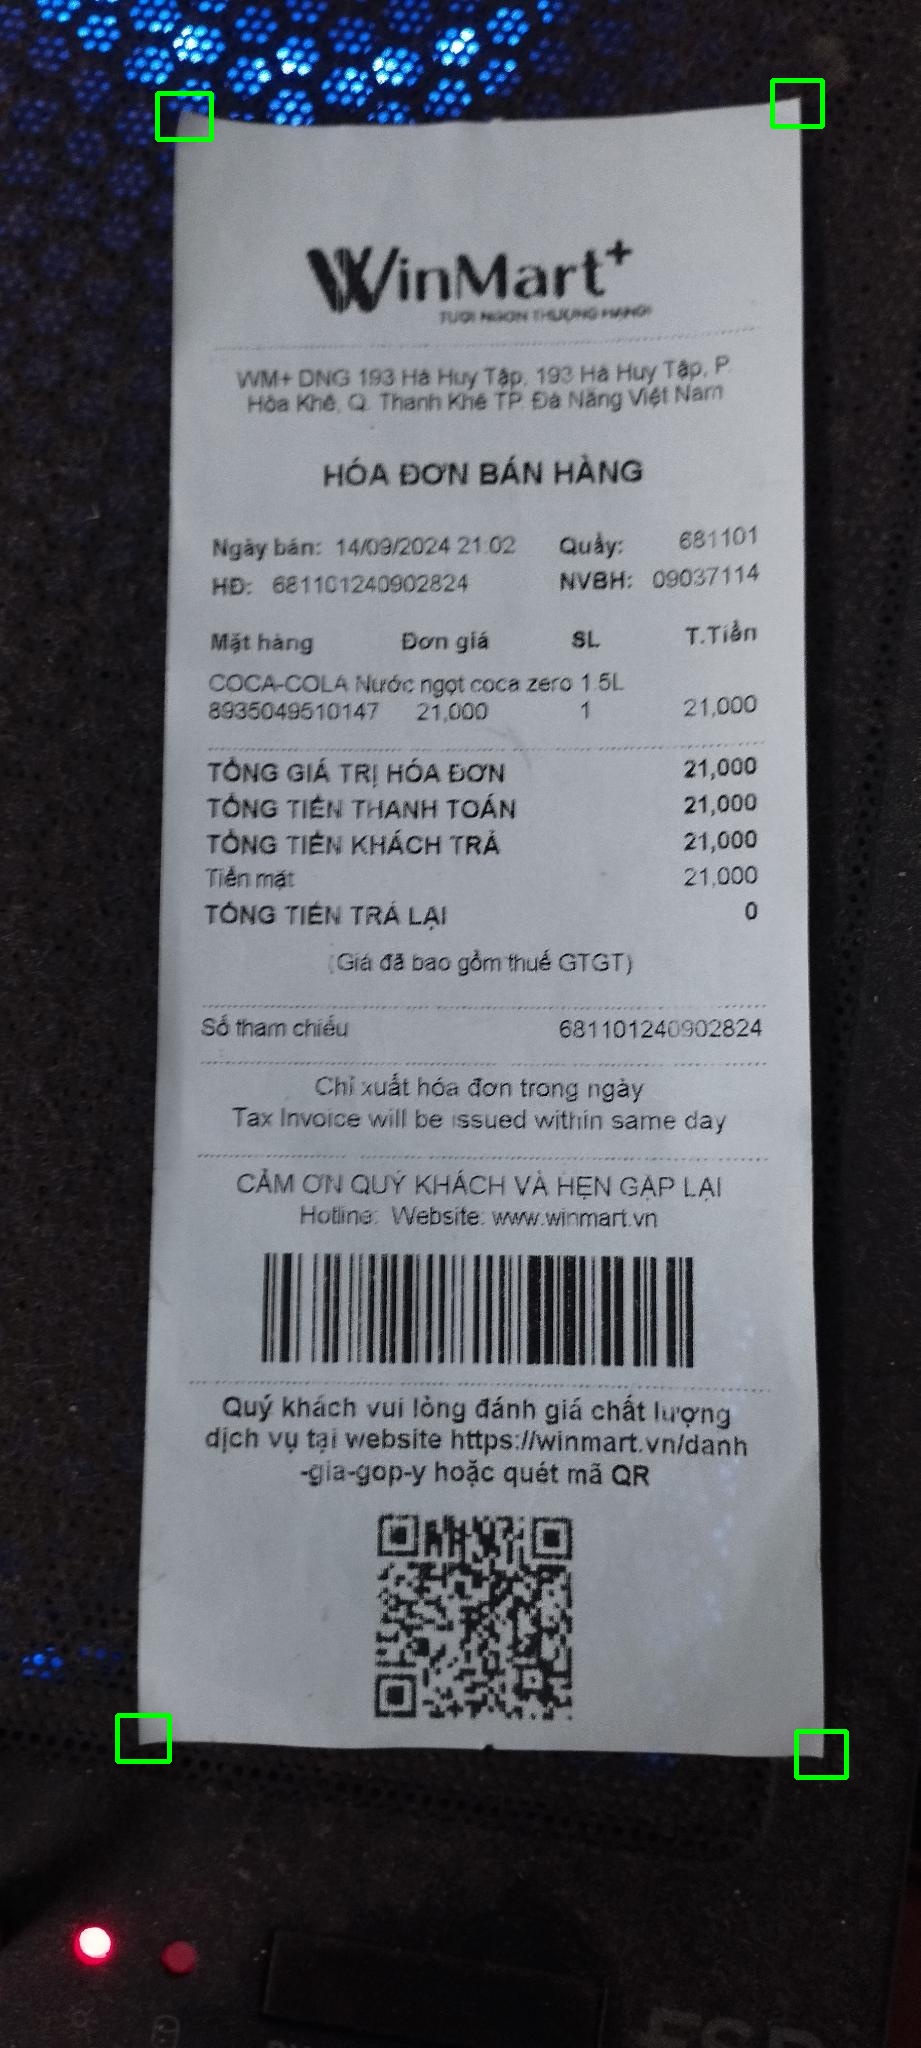 WinMart+
TƯƠI NGON THƯỢNG HẠNG!
WM+ DNG 193 Hà Huy Tập, 193 Hà Huy Tập, P.
Hòa Khê, Q. Thanh Khê TP. Đà Nẵng Việt Nam
HÓA ĐƠN BÁN HÀNG
Ngày bán: 14/09/2024 21:02 Quầy: 681101
HĐ: 681101240902824 NVBH: 09037114
Mặt hàng Đơn giá SL T.Tiền
COCA-COLA Nước ngọt coca zero 1.5L
8935049510147 21,000 1 21,000
TỔNG GIÁ TRỊ HÓA ĐƠN 21,000
TỔNG TIỀN THANH TOÁN 21,000
TỔNG TIỀN KHÁCH TRẢ 21,000
Tiền mặt 21,000
TỔNG TIỀN TRẢ LẠI 0
(Giá đã bao gồm thuế GTGT)
Số tham chiếu 681101240902824
Chỉ xuất hóa đơn trong ngày
Tax Invoice will be issued within same day
CẢM ƠN QUÝ KHÁCH VÀ HẸN GẶP LẠI
Hotline: Website: www.winmart.vn
Quý khách vui lòng đánh giá chất lượng
dịch vụ tại website https://winmart.vn/danh
-gia-gop-y hoặc quét mã QR